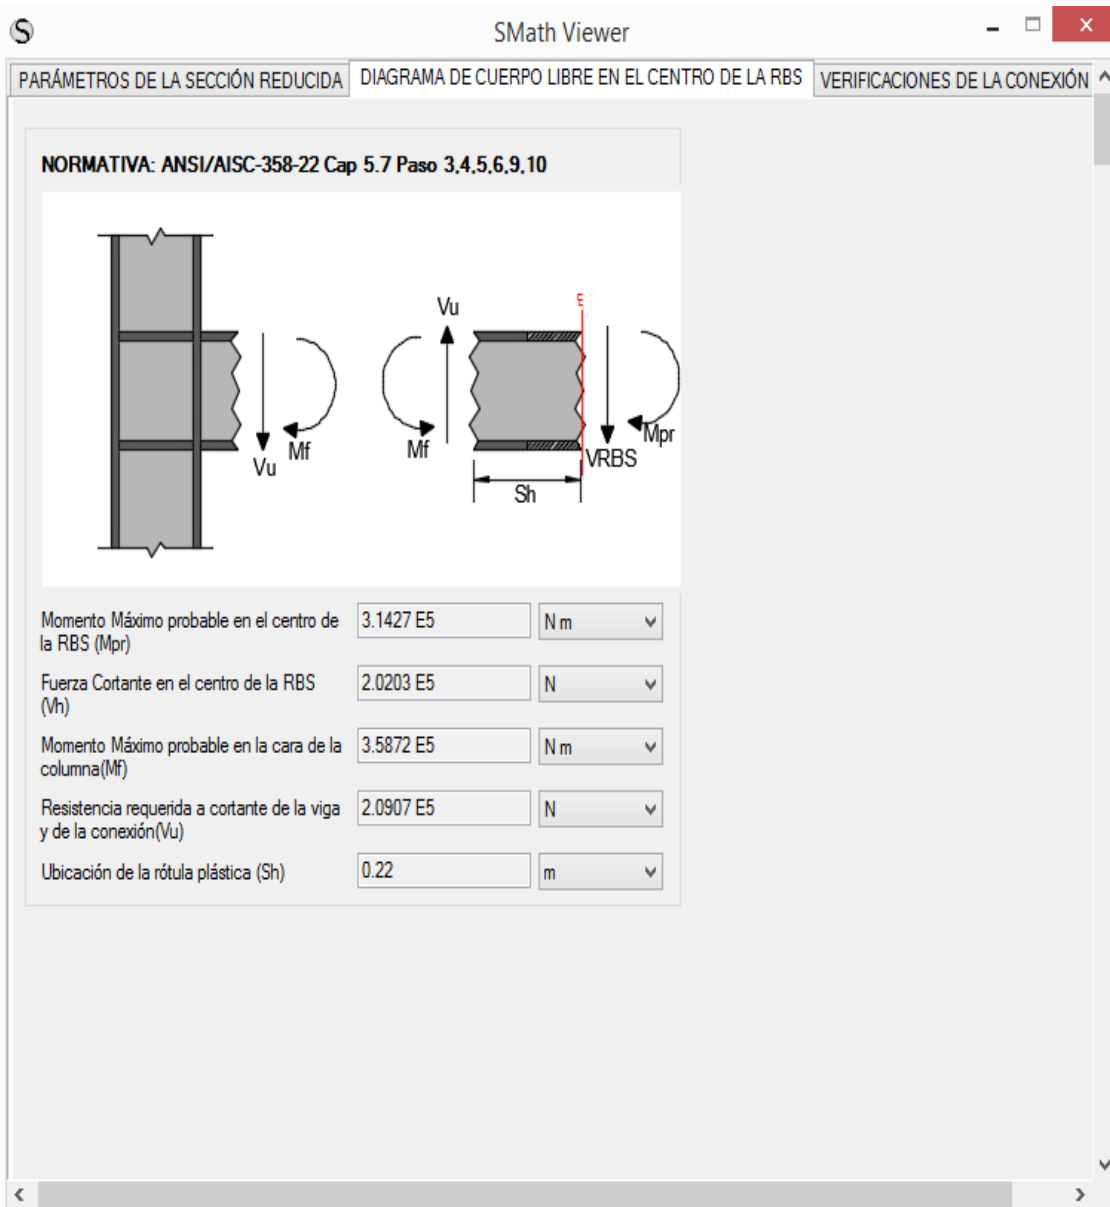 SMath Viewer
PARÁMETROS DE LA SECCIÓN REDUCIDA
DIAGRAMA DE CUERPO LIBRE EN EL CENTRO DE LA RBS
VERIFICACIONES DE LA CONEXIÓN
NORMATIVA: ANSI/AISC-358-22 Cap 5.7 Paso 3,4,5,6,9,10
Vu
Mf
Vu
Mf
Sh
E
VRBS
Mpr
Momento Máximo probable en el centro de
la RBS (Mpr)
3.1427 E5
N m
Fuerza Cortante en el centro de la RBS
(Vh)
2.0203 E5
N
Momento Máximo probable en la cara de la
columna(Mf)
3.5872 E5
N m
Resistencia requerida a cortante de la viga
y de la conexión(Vu)
2.0907 E5
N
Ubicación de la rótula plástica (Sh)
0.22
m